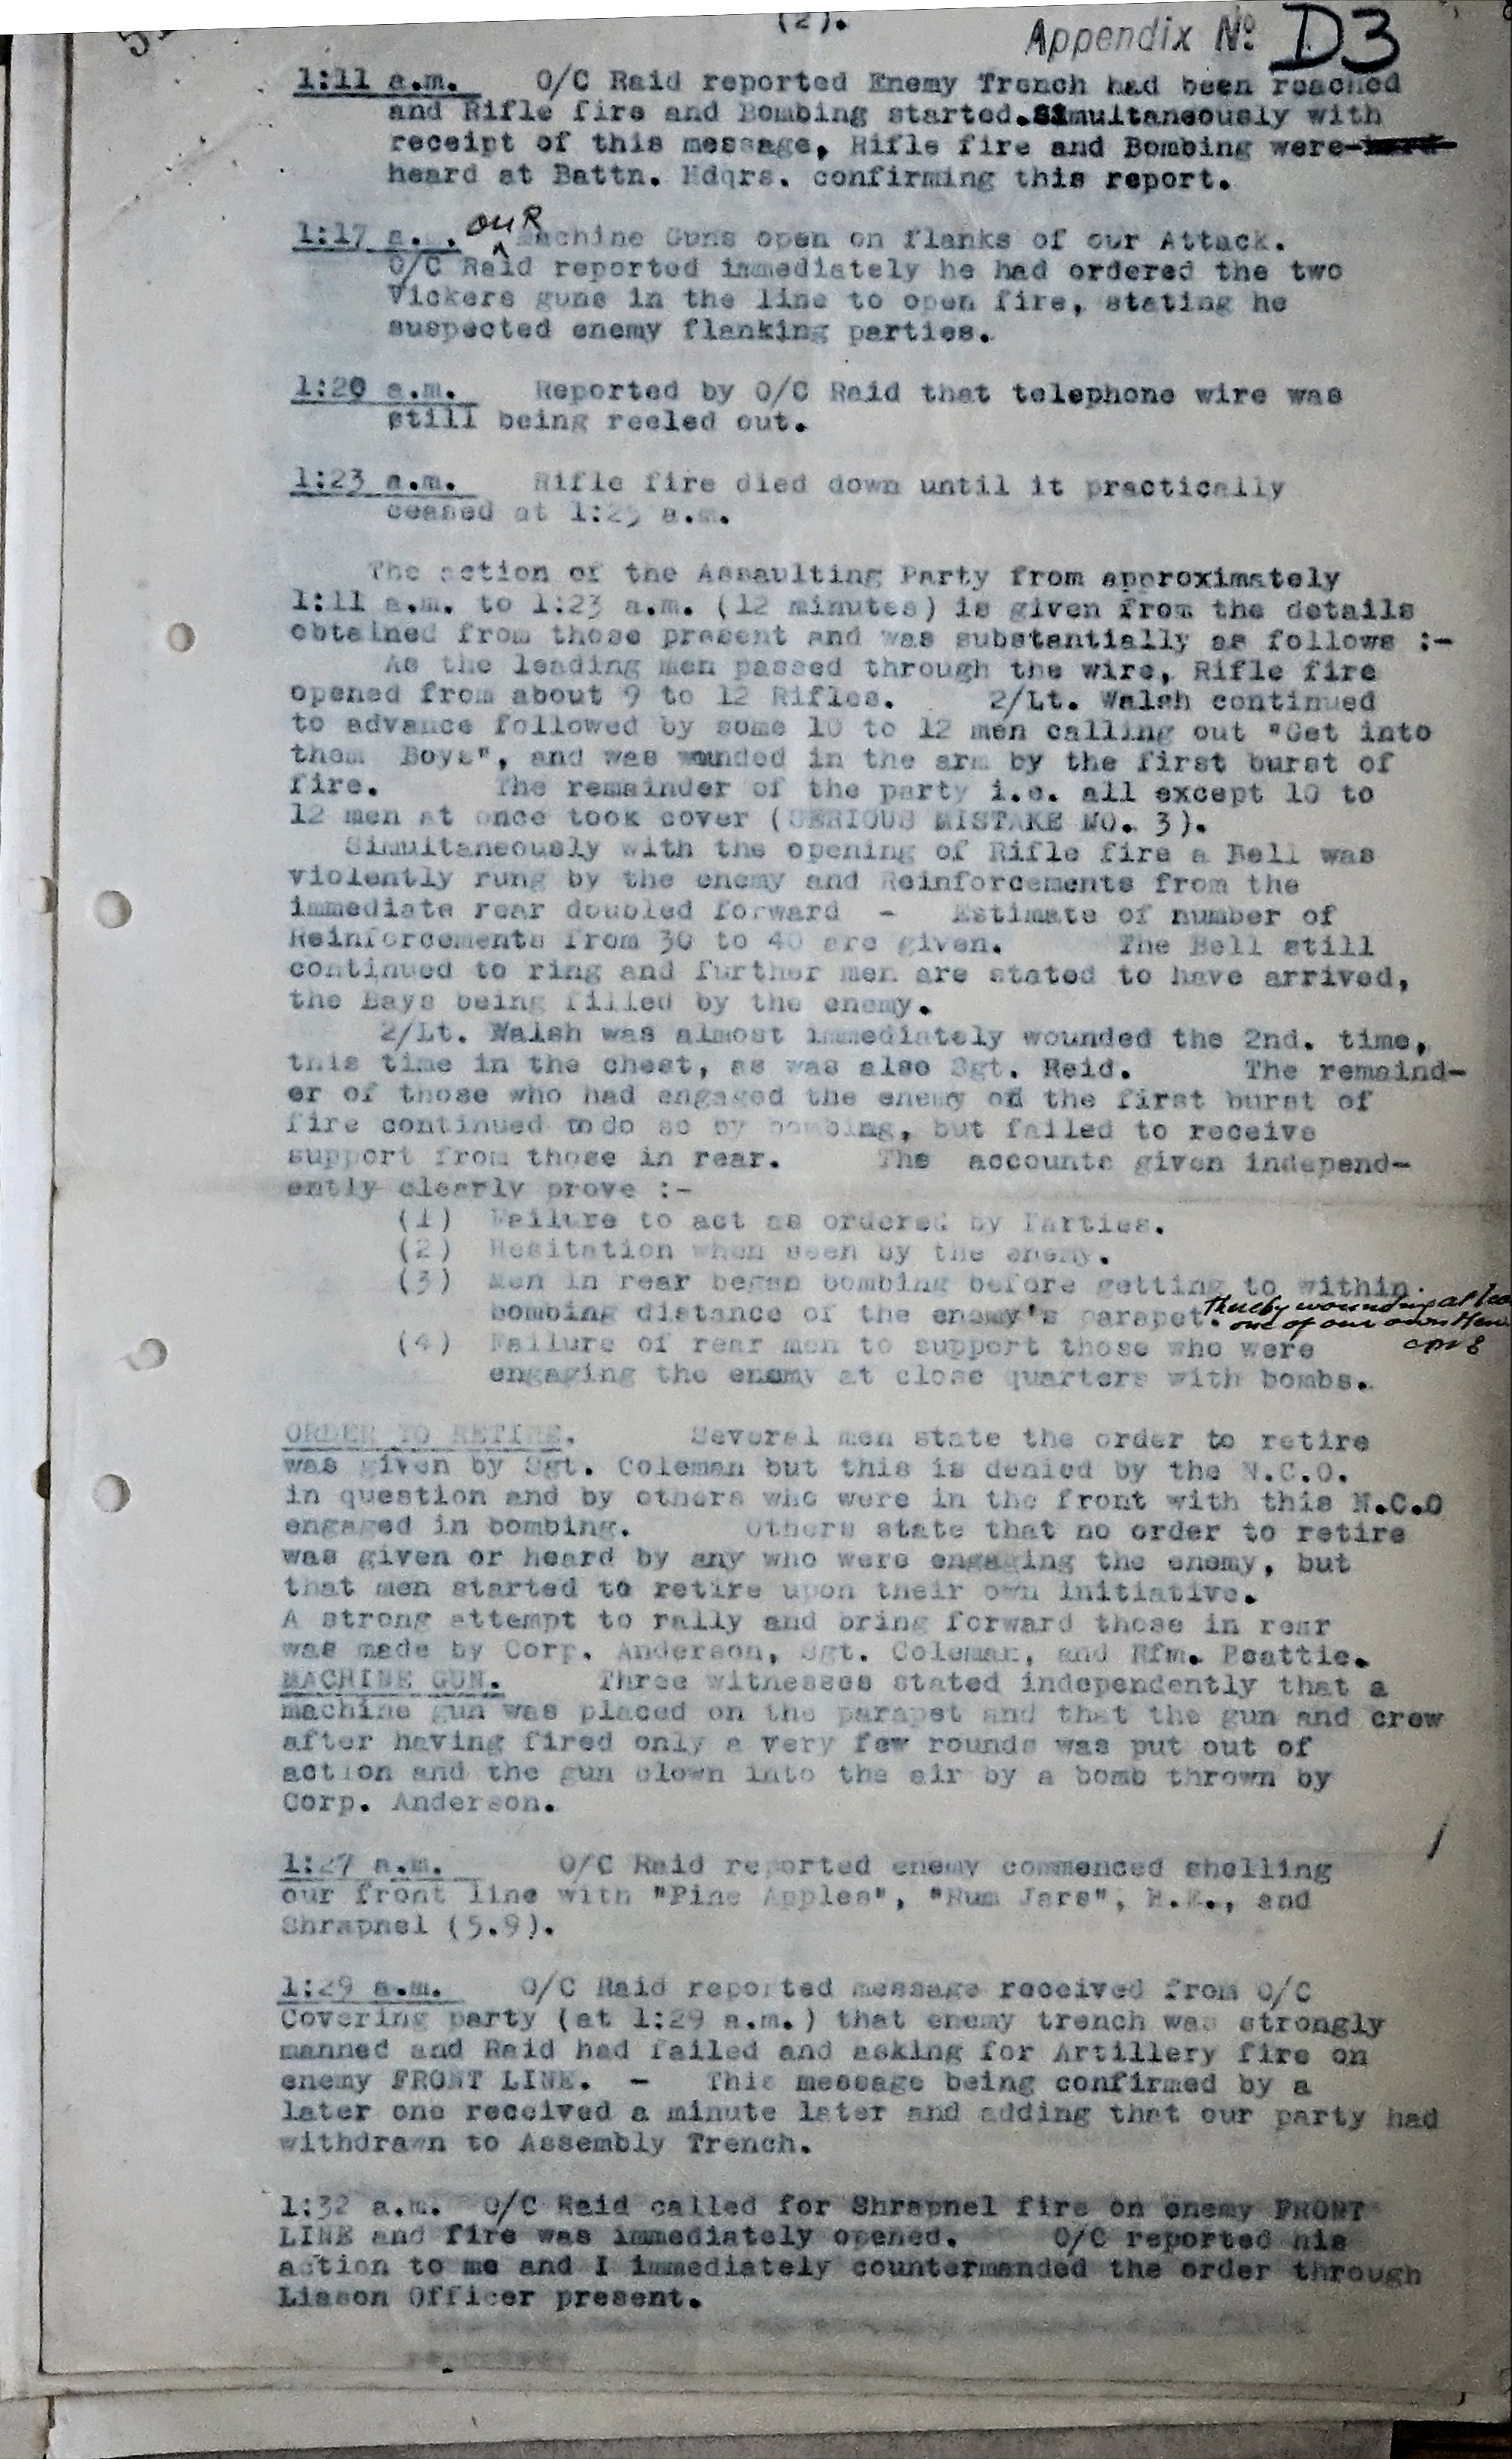 (2).
Appendix No. D3
1:11 a.m. O/C Raid reported Enemy Trench had been reached
and Rifle fire and Bombing started. Simultaneously with
receipt of this message, Rifle fire and Bombing were
heard at Battn. Hdqrs. confirming this report.
1:17 a.m. OUR Machine Guns open on flanks of our Attack.
O/C Raid reported immediately he had ordered the two
Vickers guns in the line to open fire, stating he
suspected enemy flanking parties.
1:20 a.m. Reported by O/C Raid that telephone wire was
still being reeled out.
1:23 a.m. Rifle fire died down until it practically
ceased at 1:25 a.m.
The action of the Assaulting Party from approximately
1:11 a.m. to 1:23 a.m. (12 minutes) is given from the details
obtained from those present and was substantially as follows :-
As the leading men passed through the wire, Rifle fire
opened from about 9 to 12 Rifles. 2/Lt. Walsh continued
to advance followed by some 10 to 12 men calling out "Get into
them Boys", and was wounded in the arm by the first burst of
fire. The remainder of the party i.e. all except 10 to
12 men at once took cover (SERIOUS MISTAKE NO. 3).
Simultaneously with the opening of Rifle fire a Bell was
violently rung by the enemy and Reinforcements from the
immediate rear doubled forward - Estimate of number of
Reinforcements from 30 to 40 are given. The Bell still
continued to ring and further men are stated to have arrived,
the Bays being filled by the enemy.
2/Lt. Walsh was almost immediately wounded the 2nd. time,
this time in the chest, as was also Sgt. Reid. The remaind-
er of those who had engaged the enemy on the first burst of
fire continued to do so by bombing, but failed to receive
support from those in rear. The accounts given independ-
ently clearly prove :-
(1) Failure to act as ordered by Parties.
(2) Hesitation when seen by the enemy.
(3) Men in rear began bombing before getting to within
bombing distance of the enemy's parapet. thereby wounding at
one of our own Men
(4) Failure of rear men to support those who were
engaging the enemy at close quarters with bombs.
ORDER TO RETIRE. Several men state the order to retire
was given by Sgt. Coleman but this is denied by the N.C.O.
in question and by others who were in the front with this N.C.O
engaged in bombing. Others state that no order to retire
was given or heard by any who were engaging the enemy, but
that men started to retire upon their own initiative.
A strong attempt to rally and bring forward those in rear
was made by Corp. Anderson, Sgt. Coleman, and Rfm. Beattie.
MACHINE GUN. Three witnesses stated independently that a
machine gun was placed on the parapet and that the gun and crew
after having fired only a very few rounds was put out of
action and the gun blown into the air by a bomb thrown by
Corp. Anderson.
1:27 a.m. O/C Raid reported enemy commenced shelling
our front line with "Pine Apples", "Rum Jars", H.E., and
Shrapnel (5.9).
1:29 a.m. O/C Raid reported message received from O/C
Covering party (at 1:29 a.m.) that enemy trench was strongly
manned and Raid had failed and asking for Artillery fire on
enemy FRONT LINE. - This message being confirmed by a
later one received a minute later and adding that our party had
withdrawn to Assembly Trench.
1:32 a.m. O/C Raid called for Shrapnel fire on enemy FRONT
LINE and fire was immediately opened. O/C reported his
action to me and I immediately countermanded the order through
Liason Officer present.